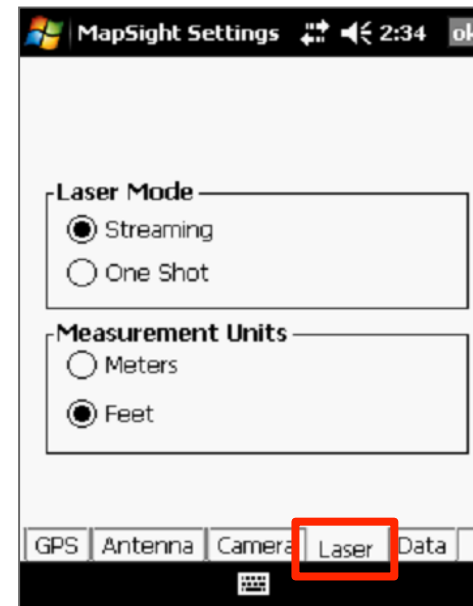 MapSight Settings 2:34 ok
Laser Mode
Streaming
One Shot
Measurement Units
Meters
Feet
GPS Antenna Camera Laser Data